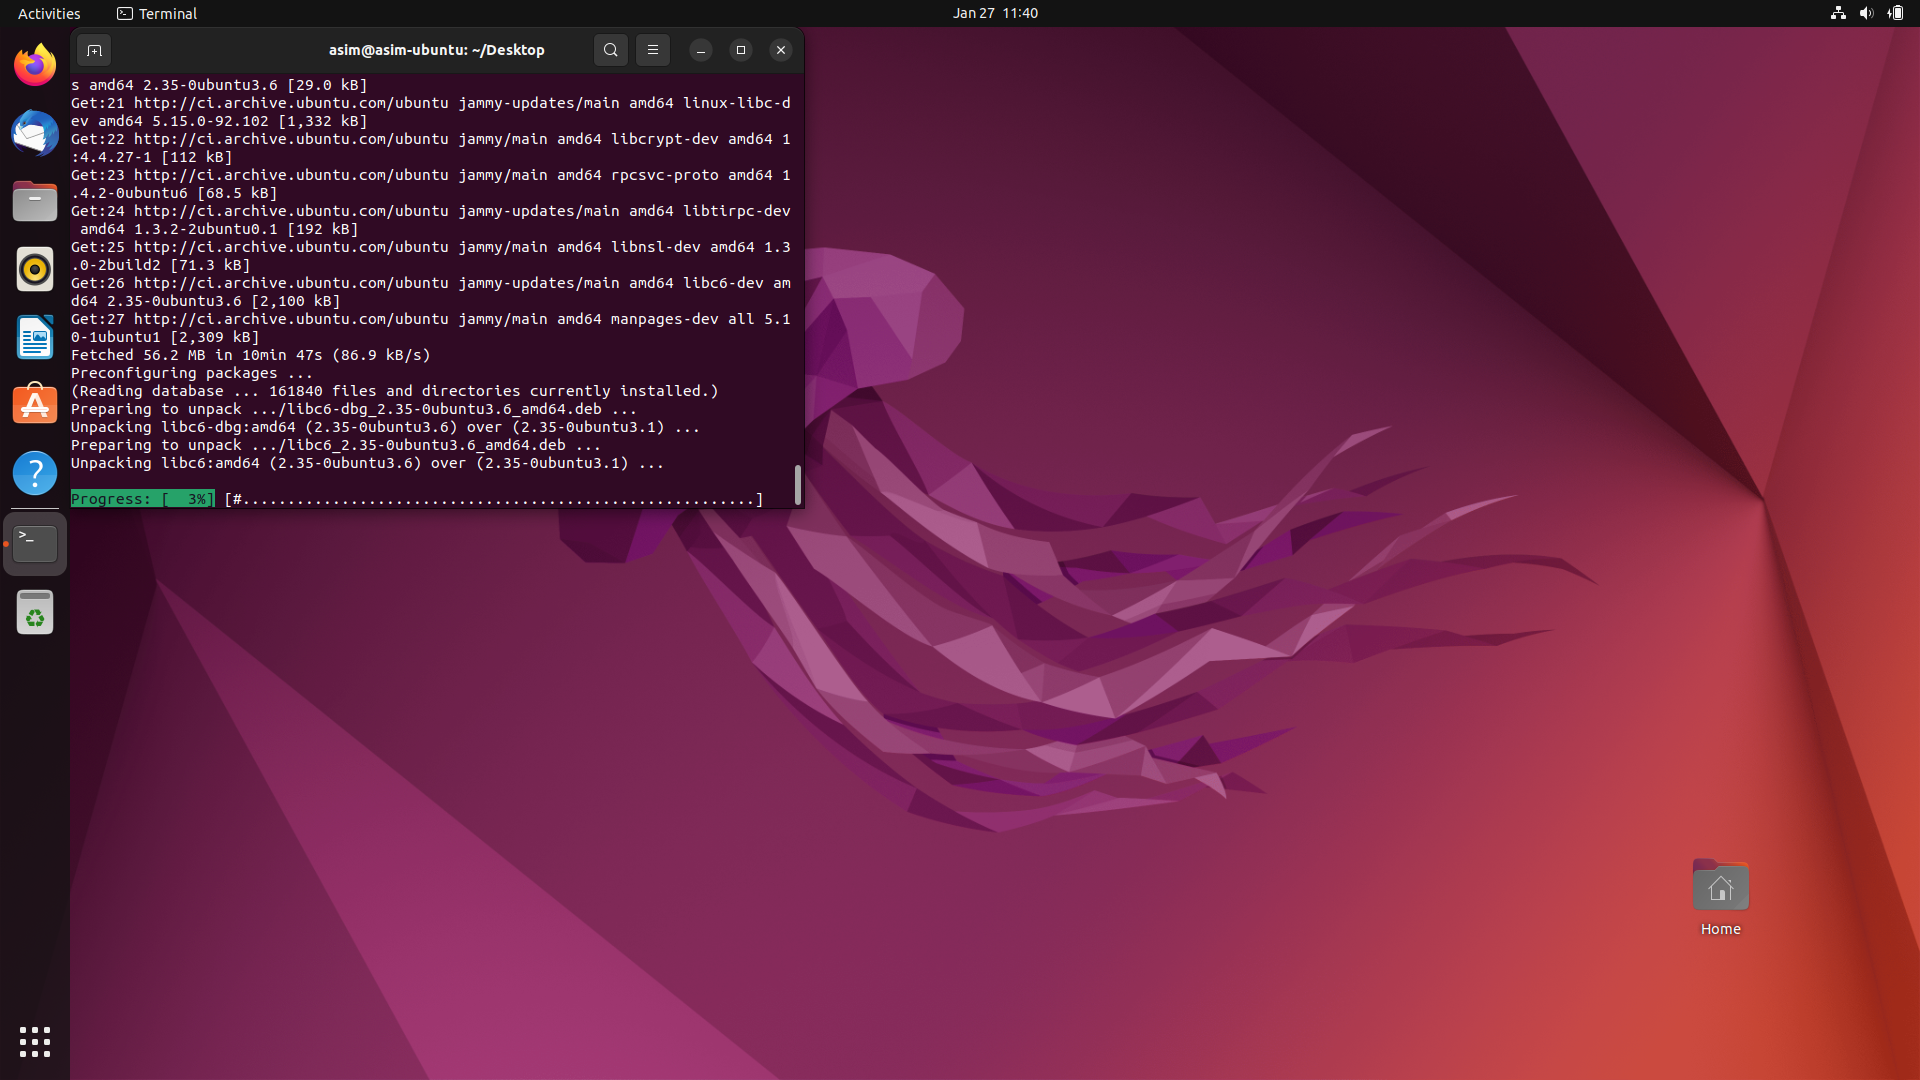 Activities
Terminal
Jan 27 11:40
asim@asim-ubuntu: ~/Desktop
s amd64 2.35-0ubuntu3.6 [29.0 kB]
Get:21 http://ci.archive.ubuntu.com/ubuntu jammy-updates/main amd64 linux-libc-d
ev amd64 5.15.0-92.102 [1,332 kB]
Get:22 http://ci.archive.ubuntu.com/ubuntu jammy/main amd64 libcrypt-dev amd64 1
:4.4.27-1 [112 kB]
Get:23 http://ci.archive.ubuntu.com/ubuntu jammy/main amd64 rpcsvc-proto amd64 1
.4.2-0ubuntu6 [68.5 kB]
Get:24 http://ci.archive.ubuntu.com/ubuntu jammy-updates/main amd64 libtirpc-dev
 amd64 1.3.2-2ubuntu0.1 [192 kB]
Get:25 http://ci.archive.ubuntu.com/ubuntu jammy/main amd64 libnsl-dev amd64 1.3
.0-2build2 [71.3 kB]
Get:26 http://ci.archive.ubuntu.com/ubuntu jammy-updates/main amd64 libc6-dev am
d64 2.35-0ubuntu3.6 [2,100 kB]
Get:27 http://ci.archive.ubuntu.com/ubuntu jammy/main amd64 manpages-dev all 5.1
0-1ubuntu1 [2,309 kB]
Fetched 56.2 MB in 10min 47s (86.9 kB/s)
Preconfiguring packages ...
(Reading database ... 161840 files and directories currently installed.)
Preparing to unpack .../libc6-dbg_2.35-0ubuntu3.6_amd64.deb ...
Unpacking libc6-dbg:amd64 (2.35-0ubuntu3.6) over (2.35-0ubuntu3.1) ...
Preparing to unpack .../libc6_2.35-0ubuntu3.6_amd64.deb ...
Unpacking libc6:amd64 (2.35-0ubuntu3.6) over (2.35-0ubuntu3.1) ...
Progress: [  3%] [#.........................................................]
Home